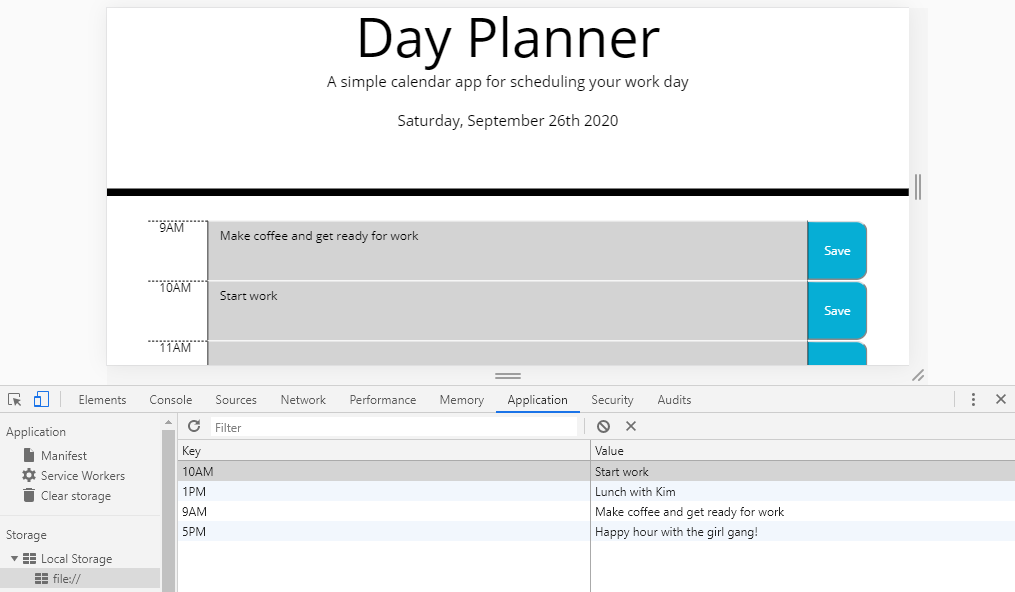 Day Planner
A simple calendar app for scheduling your work day
Saturday, September 26th 2020
9AM Make coffee and get ready for work Save
10AM Start work Save
11AM
Elements Console Sources Network Performance Memory Application Security Audits
Application
Manifest
Service Workers
Clear storage
Storage
Local Storage
file://
Filter
Key Value
10AM Start work
1PM Lunch with Kim
9AM Make coffee and get ready for work
5PM Happy hour with the girl gang!